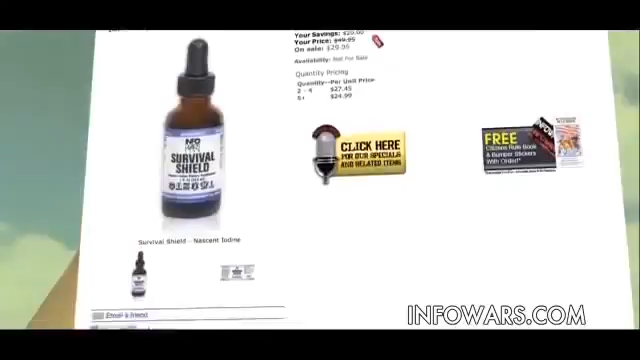 Your Savings: $20.00
Your Price: $49.95
On sale: $29.95
Availability: Not For Sale
Quantity Pricing
Quantity--Per Unit Price
2 - 4 $27.45
5+ $24.99
INFO
WARS
SURVIVAL
SHIELD
CLICK HERE
FOR OUR SPECIALS
AND RELATED ITEMS
FREE
Citizens Rule Book
& Bumper Stickers
With Order!*
Survival Shield - Nascent Iodine
Email a friend
INFOWARS.COM